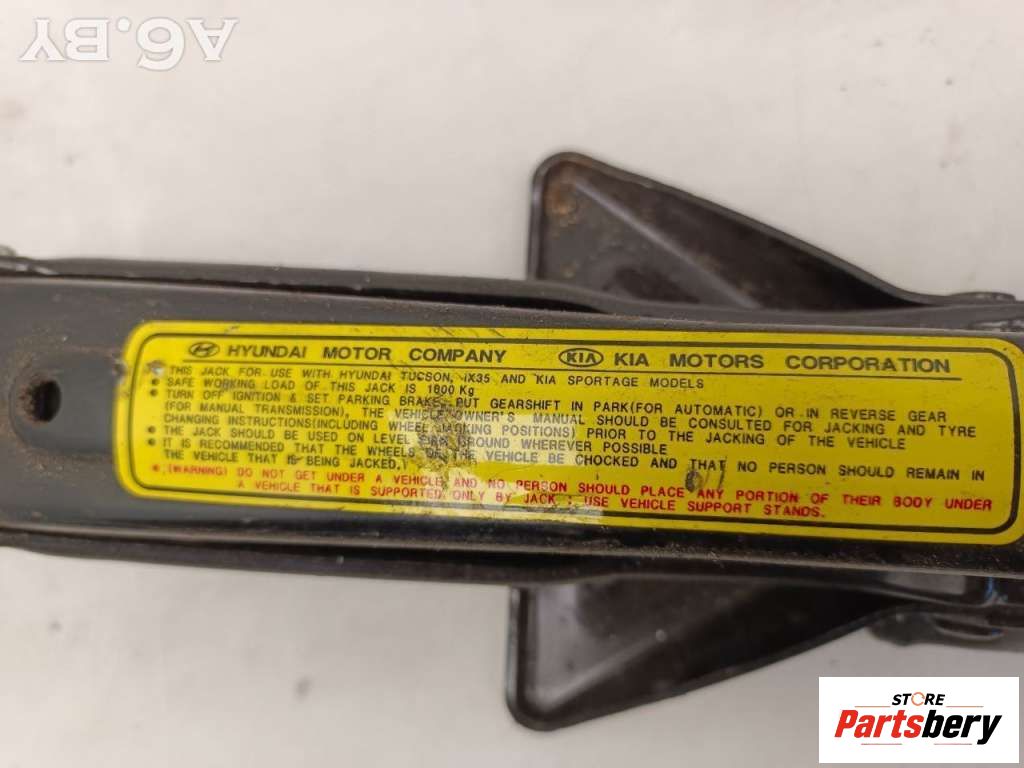 A6.BY
HYUNDAI MOTOR COMPANY KIA KIA MOTORS CORPORATION
THIS JACK FOR USE WITH HYUNDAI TUCSON, iX35 AND KIA SPORTAGE MODELS
SAFE WORKING LOAD OF THIS JACK IS 1800 Kg
TURN OFF IGNITION & SET PARKING BRAKE, PUT GEARSHIFT IN PARK(FOR AUTOMATIC) OR IN REVERSE GEAR
(FOR MANUAL TRANSMISSION), THE VEHICLE OWNER'S MANUAL SHOULD BE CONSULTED FOR JACKING AND TYRE
CHANGING INSTRUCTIONS(INCLUDING WHEEL JACKING POSITIONS) PRIOR TO THE JACKING OF THE VEHICLE
THE JACK SHOULD BE USED ON LEVEL FIRM GROUND WHEREVER POSSIBLE
IT IS RECOMMENDED THAT THE WHEELS OF THE VEHICLE BE CHOCKED AND THAT NO PERSON SHOULD REMAIN IN
THE VEHICLE THAT IS BEING JACKED.
*,(WARNING) DO NOT GET UNDER A VEHICLE AND NO PERSON SHOULD PLACE ANY PORTION OF THEIR BODY UNDER
A VEHICLE THAT IS SUPPORTED ONLY BY JACK : USE VEHICLE SUPPORT STANDS.
STORE
Partsbery